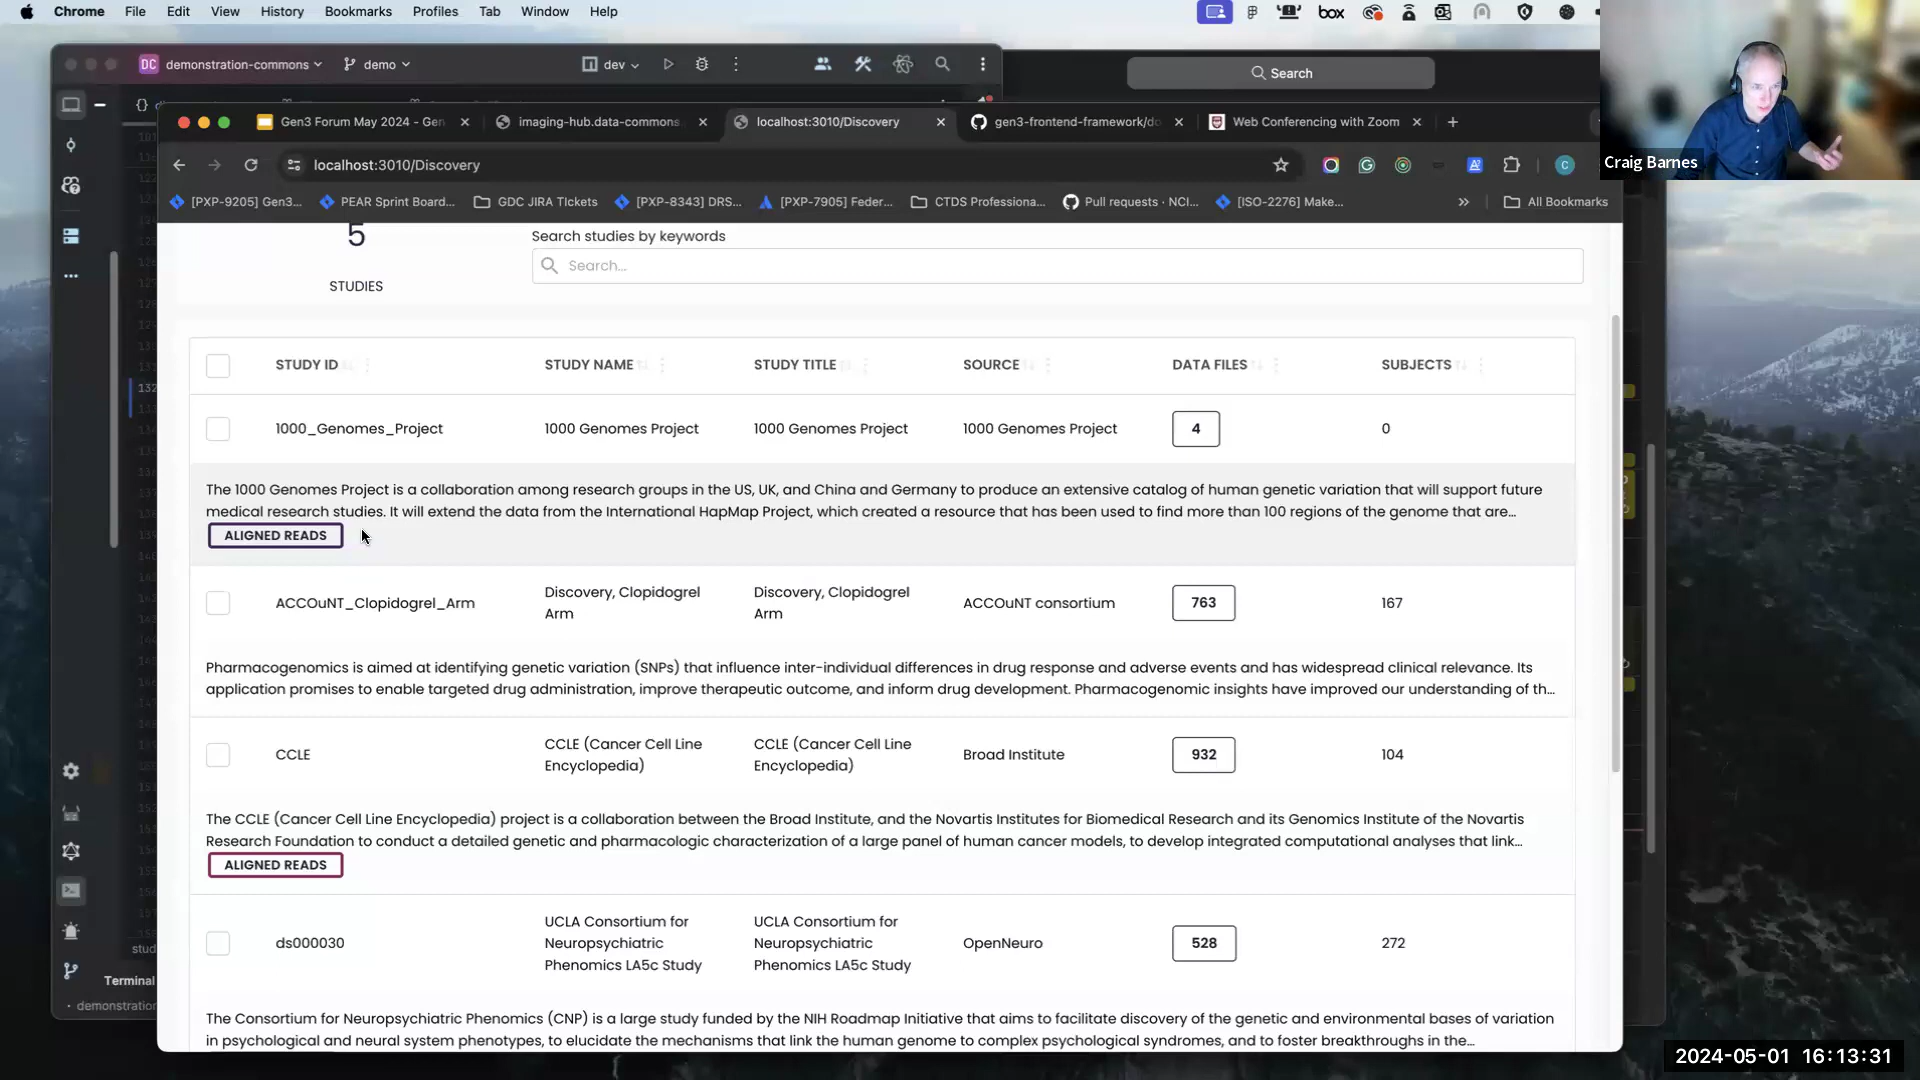 Chrome File Edit View History Bookmarks Profiles Tab Window Help
box
DC demonstration-commons demo dev
Search
Gen3 Forum May 2024 - Gen
imaging-hub.data-commons.
localhost:3010/Discovery
gen3-frontend-framework/do
Web Conferencing with Zoom
localhost:3010/Discovery
Craig Barnes
[PXP-9205] Gen3...
PEAR Sprint Board...
GDC JIRA TIckets
[PXP-8343] DRS...
[PXP-7905] Feder...
CTDS Professiona...
Pull requests · NCI...
[ISO-2276] Make...
All Bookmarks
5
STUDIES
Search studies by keywords
Search...
STUDY ID STUDY NAME STUDY TITLE SOURCE DATA FILES SUBJECTS
1000_Genomes_Project 1000 Genomes Project 1000 Genomes Project 1000 Genomes Project 4 0
The 1000 Genomes Project is a collaboration among research groups in the US, UK, and China and Germany to produce an extensive catalog of human genetic variation that will support future
medical research studies. It will extend the data from the International HapMap Project, which created a resource that has been used to find more than 100 regions of the genome that are...
ALIGNED READS
ACCOuNT_Clopidogrel_Arm
Discovery, Clopidogrel
Arm
Discovery, Clopidogrel
Arm
ACCOuNT consortium
763
167
Pharmacogenomics is aimed at identifying genetic variation (SNPs) that influence inter-individual differences in drug response and adverse events and has widespread clinical relevance. Its
application promises to enable targeted drug administration, improve therapeutic outcome, and inform drug development. Pharmacogenomic insights have improved our understanding of th...
CCLE
CCLE (Cancer Cell Line
Encyclopedia)
CCLE (Cancer Cell Line
Encyclopedia)
Broad Institute
932
104
The CCLE (Cancer Cell Line Encyclopedia) project is a collaboration between the Broad Institute, and the Novartis Institutes for Biomedical Research and its Genomics Institute of the Novartis
Research Foundation to conduct a detailed genetic and pharmacologic characterization of a large panel of human cancer models, to develop integrated computational analyses that link...
ALIGNED READS
ds000030
UCLA Consortium for
Neuropsychiatric
Phenomics LA5c Study
UCLA Consortium for
Neuropsychiatric
Phenomics LA5c Study
OpenNeuro
528
272
The Consortium for Neuropsychiatric Phenomics (CNP) is a large study funded by the NIH Roadmap Initiative that aims to facilitate discovery of the genetic and environmental bases of variation
in psychological and neural system phenotypes, to elucidate the mechanisms that link the human genome to complex psychological syndromes, and to foster breakthroughs in the...
stud
Terminal
demonstration
2024-05-01 16:13:31